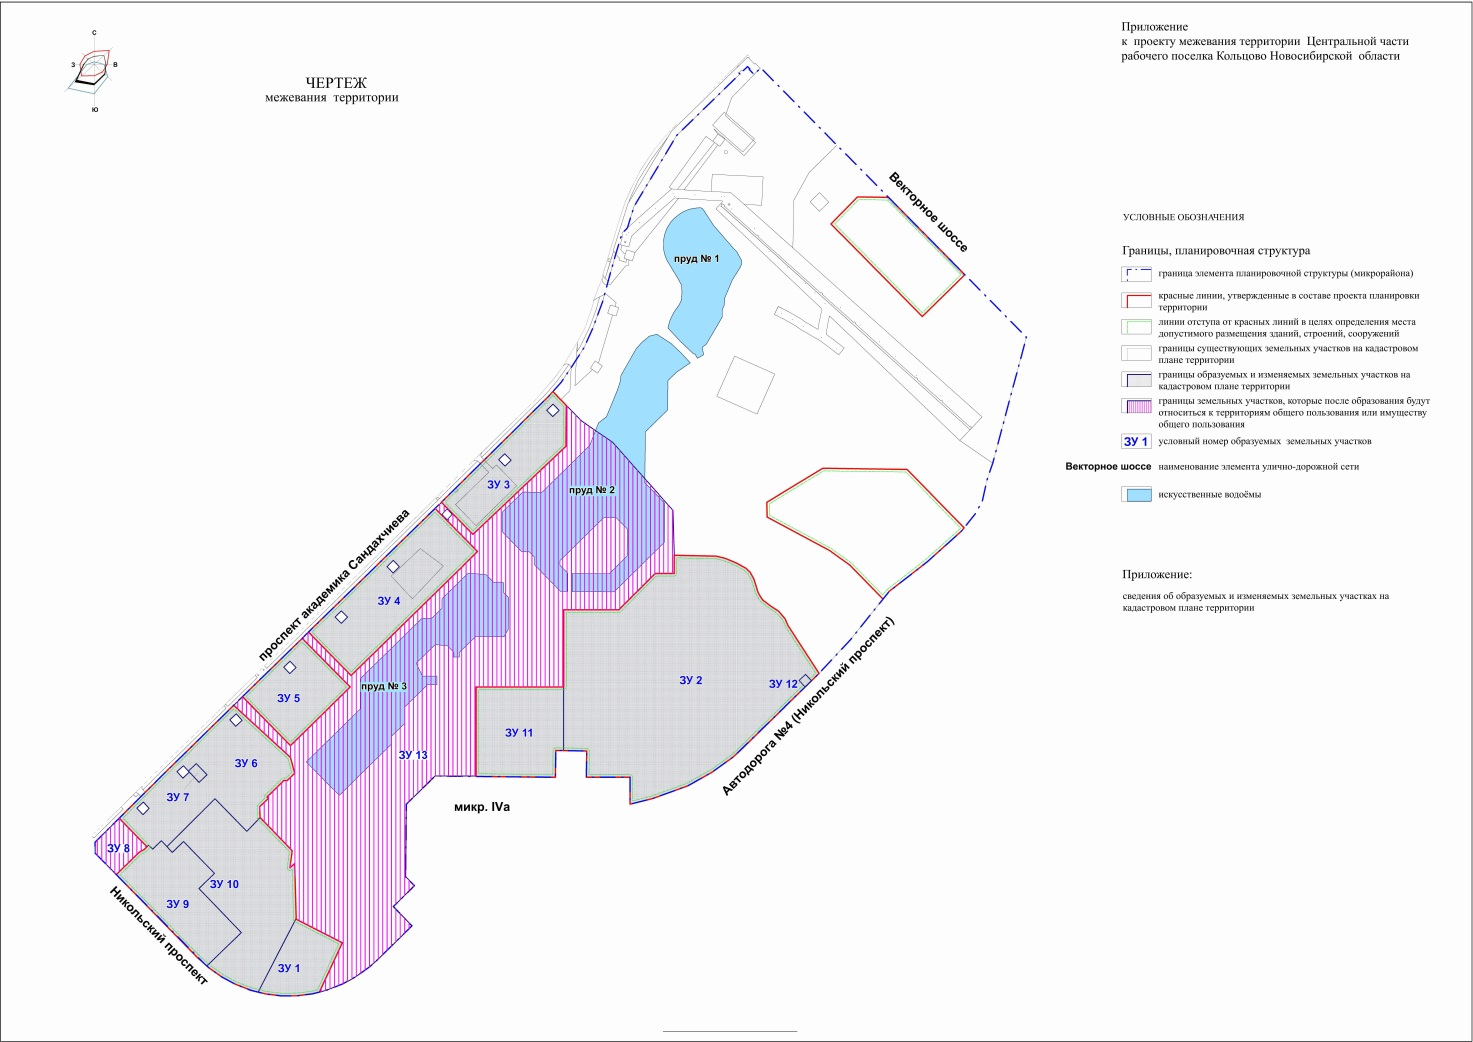 Приложение
к проекту межевания территории Центральной части
рабочего поселка Кольцово Новосибирской области
С
З
В
Ю
ЧЕРТЕЖ
межевания территории
Векторное шоссе
пруд № 1
УСЛОВНЫЕ ОБОЗНАЧЕНИЯ
Границы, планировочная структура
граница элемента планировочной структуры (микрорайона)
красные линии, утвержденные в составе проекта планировки
территории
линии отступа от красных линий в целях определения места
допустимого размещения зданий, строений, сооружений
границы существующих земельных участков на кадастровом
плане территории
границы образуемых и изменяемых земельных участков на
кадастровом плане территории
границы земельных участков, которые после образования будут
относиться к территориям общего пользования или имуществу
общего пользования
ЗУ 1
условный номер образуемых земельных участков
Векторное шоссе
наименование элемента улично-дорожной сети
искусственные водоёмы
Приложение:
сведения об образуемых и изменяемых земельных участках на
кадастровом плане территории
ЗУ 3
пруд № 2
проспект академика Сандахчиева
ЗУ 4
ЗУ 5
пруд № 3
ЗУ 2
ЗУ 12
ЗУ 11
ЗУ 13
ЗУ 6
ЗУ 7
Автодорога №4 (Никольский проспект)
микр. IVа
ЗУ 8
ЗУ 10
ЗУ 9
Никольский проспект
ЗУ 1